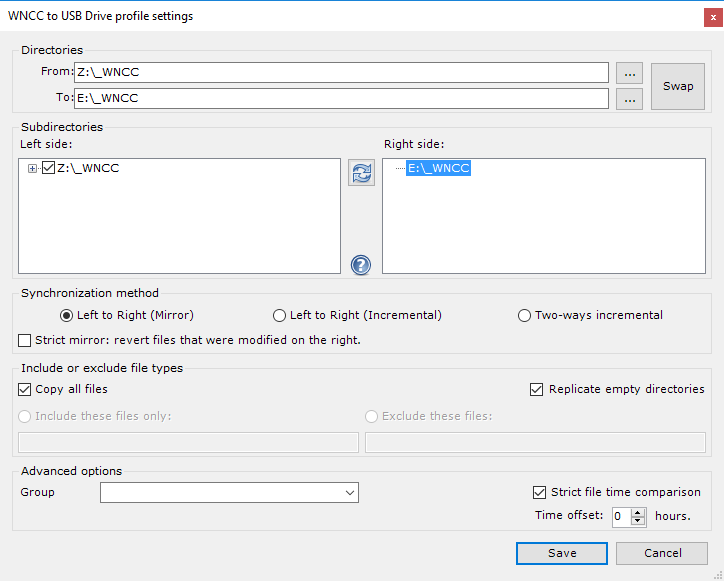 WNCC to USB Drive profile settings
x
Directories
From: Z:\_WNCC ...
To: E:\_WNCC ...
Swap
Subdirectories
Left side: Right side:
Z:\_WNCC E:\_WNCC
?
Synchronization method
Left to Right (Mirror) Left to Right (Incremental) Two-ways incremental
Strict mirror: revert files that were modified on the right.
Include or exclude file types
Copy all files Replicate empty directories
Include these files only: Exclude these files:
Advanced options
Group Strict file time comparison
Time offset: 0 hours.
Save Cancel